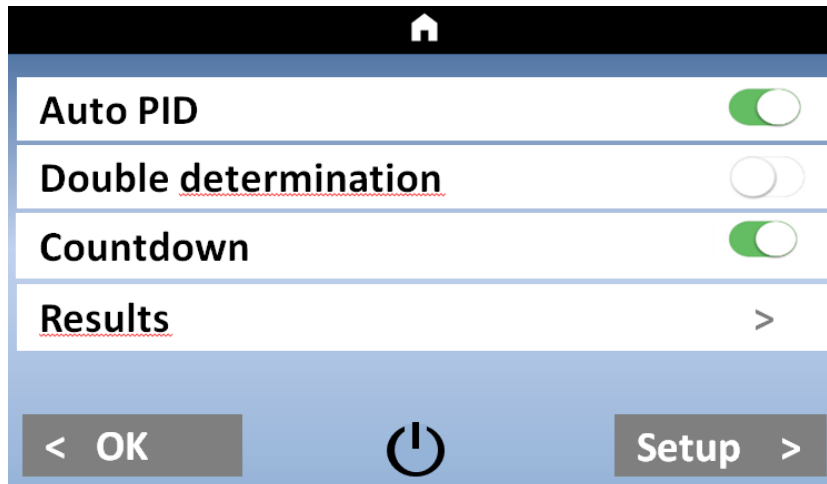 Auto PID
Double determination
Countdown
Results >
< OK
Setup >